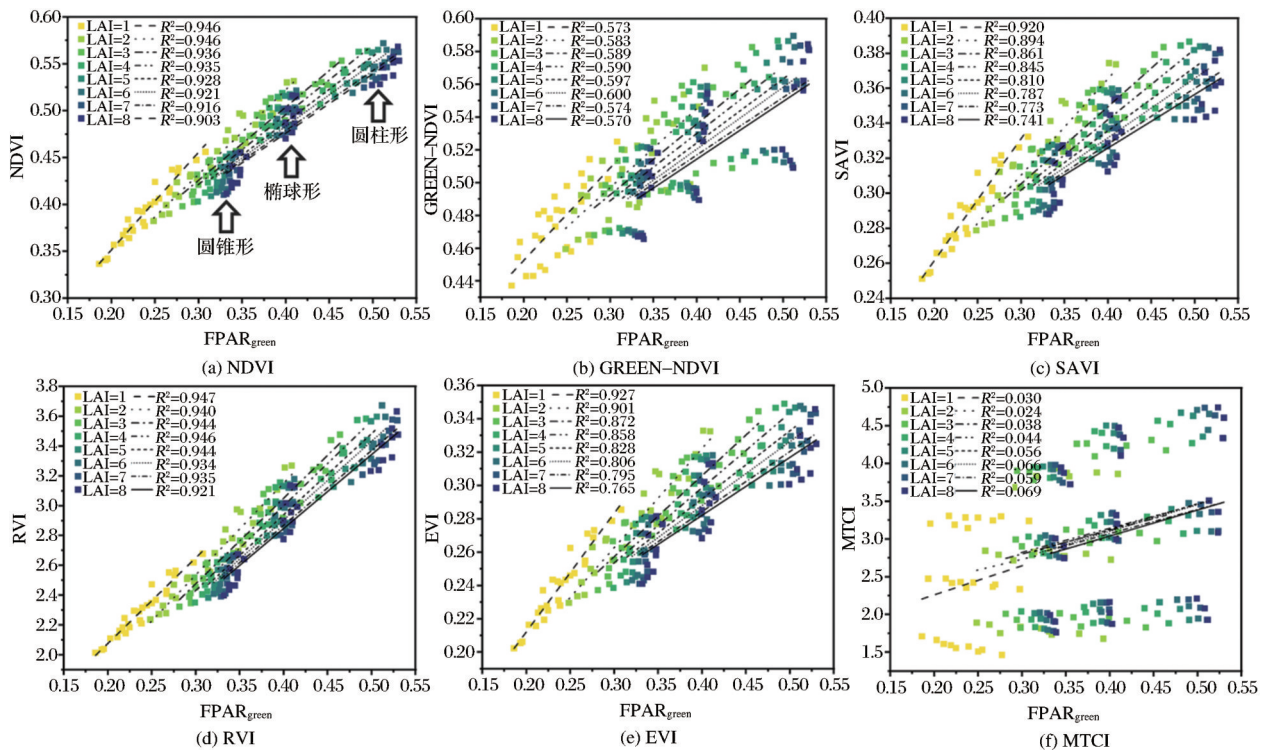 0.60
0.55
0.50
0.45
0.40
0.35
0.30
NDVI
LAI=1 R²=0.946
LAI=2 R²=0.946
LAI=3 R²=0.936
LAI=4 R²=0.935
LAI=5 R²=0.928
LAI=6 R²=0.921
LAI=7 R²=0.916
LAI=8 R²=0.903
圆柱形
椭球形
圆锥形
0.15 0.20 0.25 0.30 0.35 0.40 0.45 0.50 0.55
FPARgreen
(a) NDVI
0.60
0.58
0.56
0.54
0.52
0.50
0.48
0.46
0.44
GREEN-NDVI
LAI=1 R²=0.573
LAI=2 R²=0.583
LAI=3 R²=0.589
LAI=4 R²=0.590
LAI=5 R²=0.597
LAI=6 R²=0.600
LAI=7 R²=0.574
LAI=8 R²=0.570
0.15 0.20 0.25 0.30 0.35 0.40 0.45 0.50 0.55
FPARgreen
(b) GREEN-NDVI
0.40
0.38
0.36
0.34
0.32
0.30
0.28
0.26
0.24
SAVI
LAI=1 R²=0.920
LAI=2 R²=0.894
LAI=3 R²=0.861
LAI=4 R²=0.845
LAI=5 R²=0.810
LAI=6 R²=0.787
LAI=7 R²=0.773
LAI=8 R²=0.741
0.15 0.20 0.25 0.30 0.35 0.40 0.45 0.50 0.55
FPARgreen
(c) SAVI
3.8
3.6
3.4
3.2
3.0
2.8
2.6
2.4
2.2
2.0
RVI
LAI=1 R²=0.947
LAI=2 R²=0.940
LAI=3 R²=0.944
LAI=4 R²=0.946
LAI=5 R²=0.944
LAI=6 R²=0.934
LAI=7 R²=0.935
LAI=8 R²=0.921
0.15 0.20 0.25 0.30 0.35 0.40 0.45 0.50 0.55
FPARgreen
(d) RVI
0.36
0.34
0.32
0.30
0.28
0.26
0.24
0.22
0.20
EVI
LAI=1 R²=0.927
LAI=2 R²=0.901
LAI=3 R²=0.872
LAI=4 R²=0.858
LAI=5 R²=0.828
LAI=6 R²=0.806
LAI=7 R²=0.795
LAI=8 R²=0.765
0.15 0.20 0.25 0.30 0.35 0.40 0.45 0.50 0.55
FPARgreen
(e) EVI
5.0
4.5
4.0
3.5
3.0
2.5
2.0
1.5
MTCI
LAI=1 R²=0.030
LAI=2 R²=0.024
LAI=3 R²=0.038
LAI=4 R²=0.044
LAI=5 R²=0.056
LAI=6 R²=0.066
LAI=7 R²=0.059
LAI=8 R²=0.069
0.15 0.20 0.25 0.30 0.35 0.40 0.45 0.50 0.55
FPARgreen
(f) MTCI